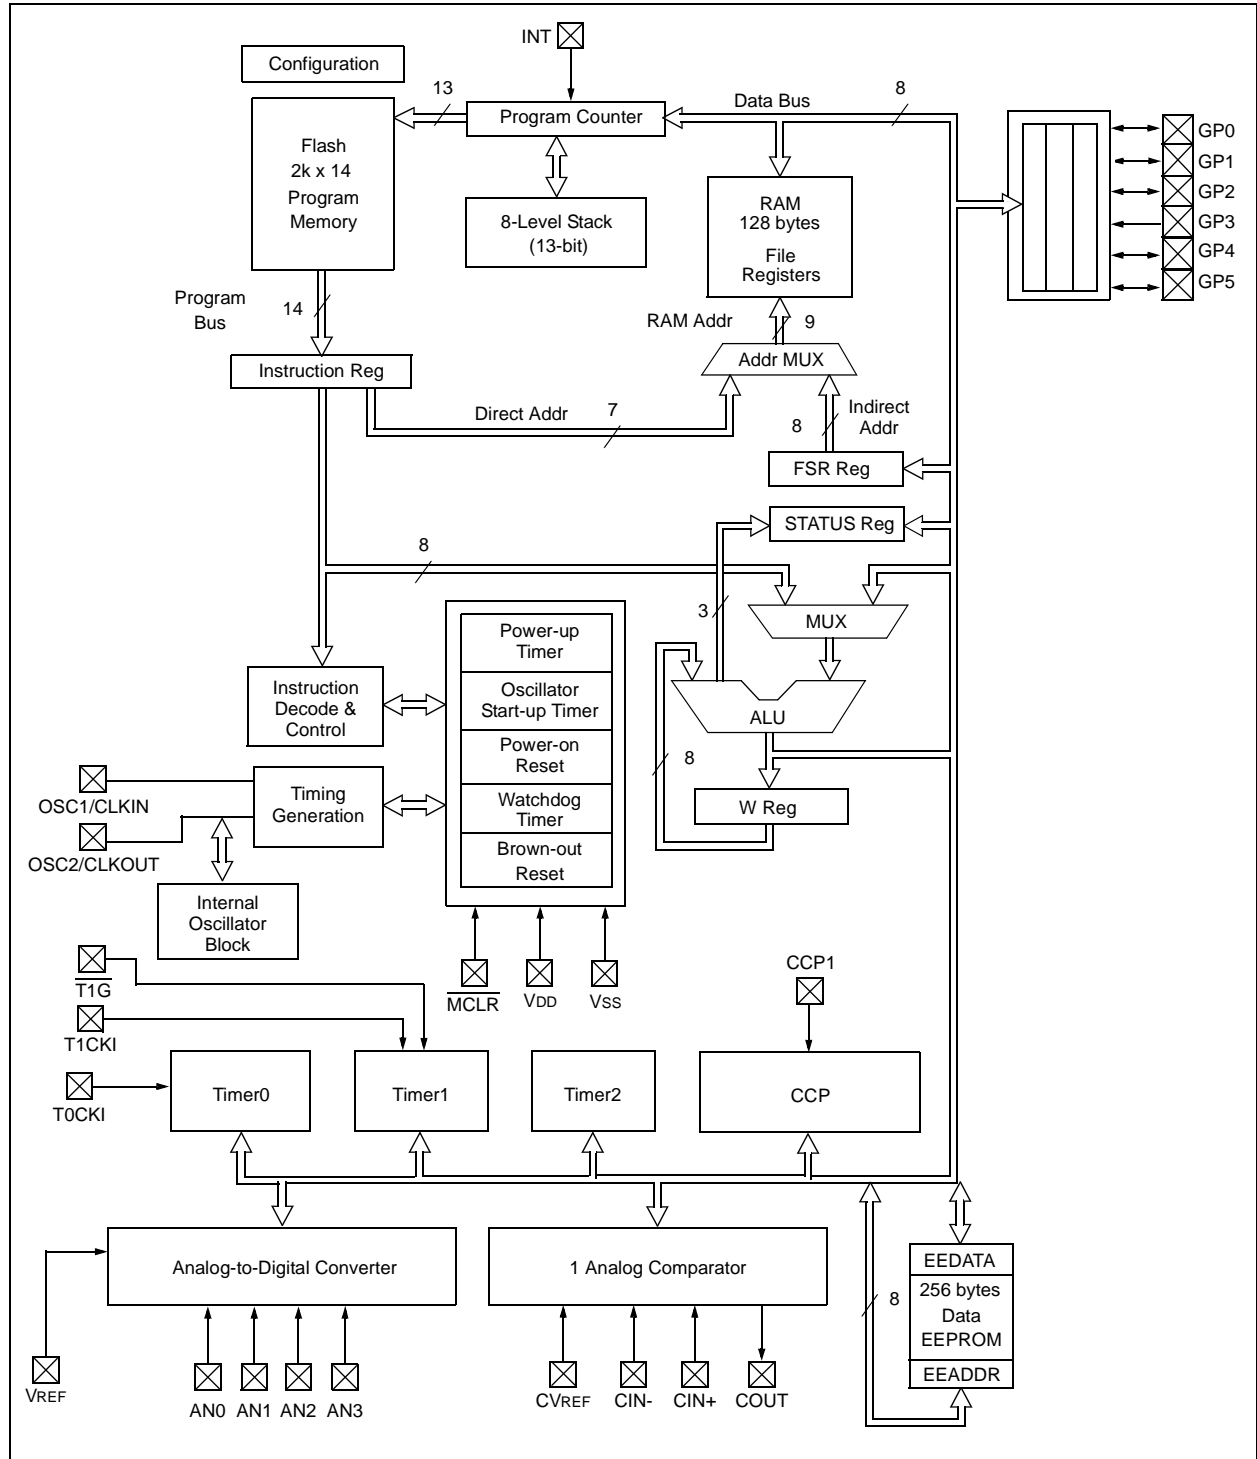 INT
Configuration
13
Program Counter
Data Bus
8
Flash
2k x 14
Program
Memory
8-Level Stack
(13-bit)
RAM
128 bytes
File
Registers
GP0
GP1
GP2
GP3
GP4
GP5
Program
Bus
14
RAM Addr
9
Addr MUX
Instruction Reg
Direct Addr
7
8
Indirect
Addr
FSR Reg
STATUS Reg
8
3
MUX
Power-up
Timer
Oscillator
Start-up Timer
Power-on
Reset
Watchdog
Timer
Brown-out
Reset
Instruction
Decode &
Control
ALU
8
W Reg
OSC1/CLKIN
Timing
Generation
OSC2/CLKOUT
Internal
Oscillator
Block
T1G
MCLR
VDD
VSS
CCP1
T1CKI
T0CKI
Timer0
Timer1
Timer2
CCP
Analog-to-Digital Converter
1 Analog Comparator
EEDATA
256 bytes
Data
EEPROM
EEADDR
8
VREF
AN0
AN1
AN2
AN3
CVREF
CIN-
CIN+
COUT